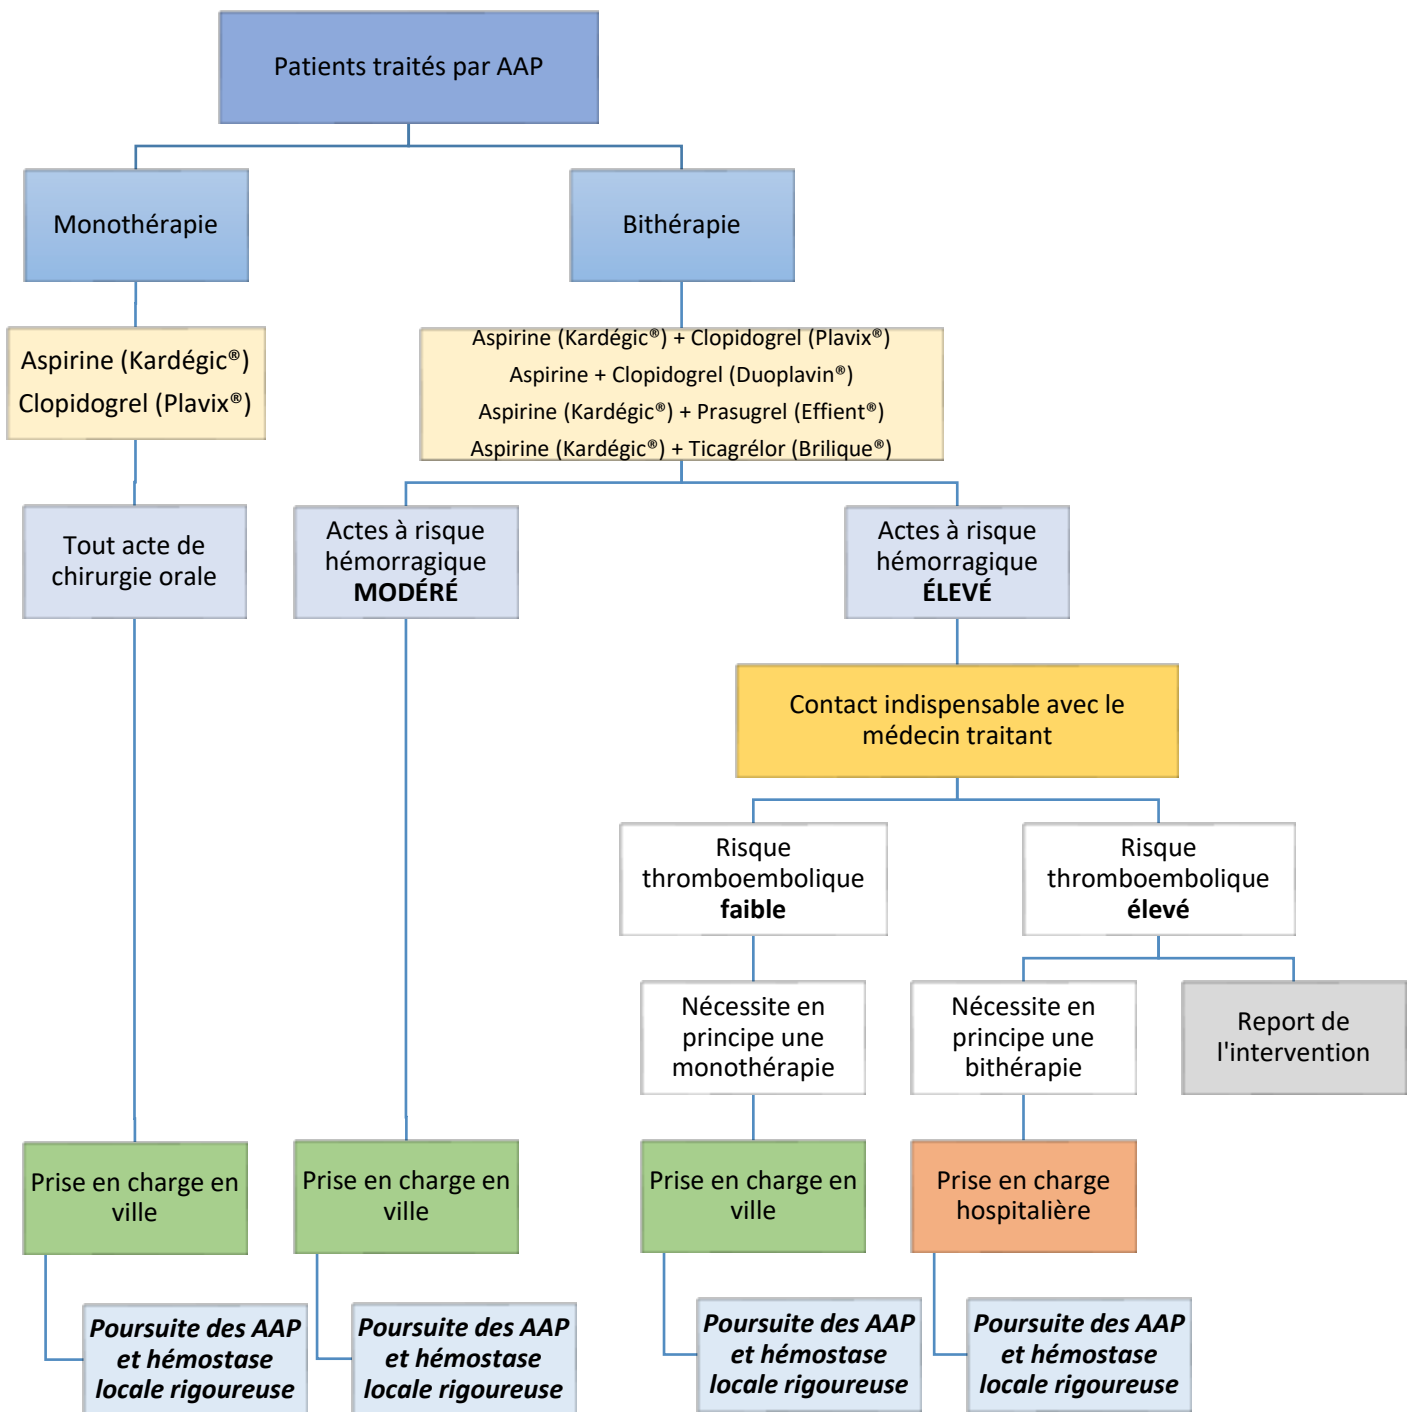 Patients traités par AAP
Monothérapie
Bithérapie
Aspirine (Kardégic®)
Clopidogrel (Plavix®)
Aspirine (Kardégic®) + Clopidogrel (Plavix®)
Aspirine + Clopidogrel (Duoplavin®)
Aspirine (Kardégic®) + Prasugrel (Effient®)
Aspirine (Kardégic®) + Ticagrélor (Brilique®)
Tout acte de
chirurgie orale
Actes à risque
hémorragique
MODÉRÉ
Actes à risque
hémorragique
ÉLEVÉ
Contact indispensable avec le
médecin traitant
Risque
thromboembolique
faible
Risque
thromboembolique
élevé
Nécessite en
principe une
monothérapie
Nécessite en
principe une
bithérapie
Report de
l'intervention
Prise en charge en
ville
Prise en charge en
ville
Prise en charge en
ville
Prise en charge
hospitalière
Poursuite des AAP
et hémostase
locale rigoureuse
Poursuite des AAP
et hémostase
locale rigoureuse
Poursuite des AAP
et hémostase
locale rigoureuse
Poursuite des AAP
et hémostase
locale rigoureuse